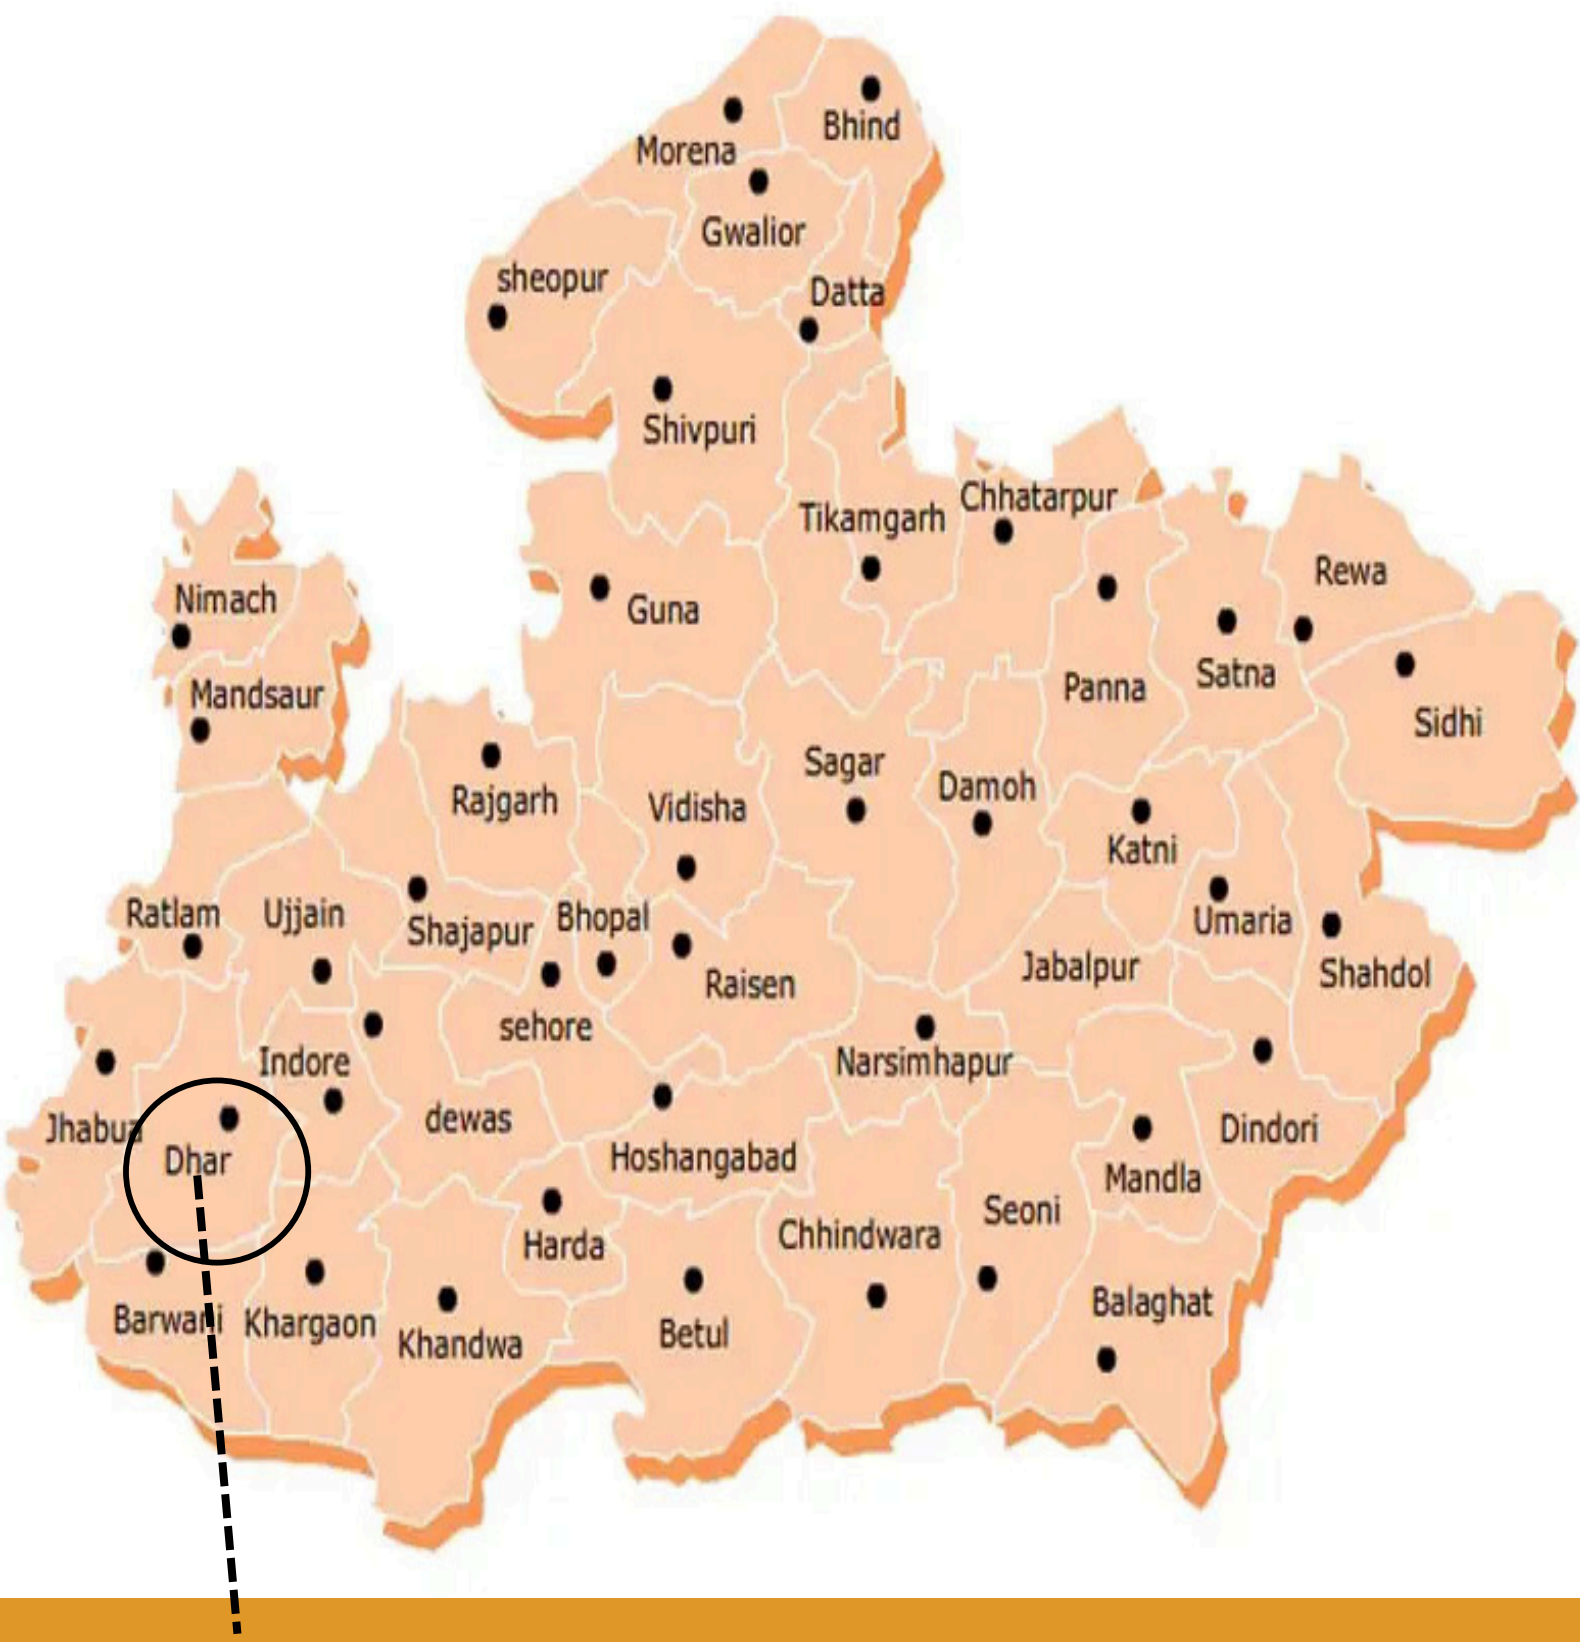 Bhind
Morena
Gwalior
sheopur
Datta
Shivpuri
Chhatarpur
Tikamgarh
Rewa
Nimach
Guna
Satna
Panna
Mandsaur
Sidhi
Sagar
Damoh
Rajgarh
Vidisha
Katni
Ratlam
Ujjain
Bhopal
Umaria
Shajapur
Jabalpur
Shahdol
Raisen
sehore
Indore
Narsimhapur
Jhabua
dewas
Dindori
Dhar
Hoshangabad
Mandla
Seoni
Chhindwara
Harda
Balaghat
Barwani
Khargaon
Betul
Khandwa